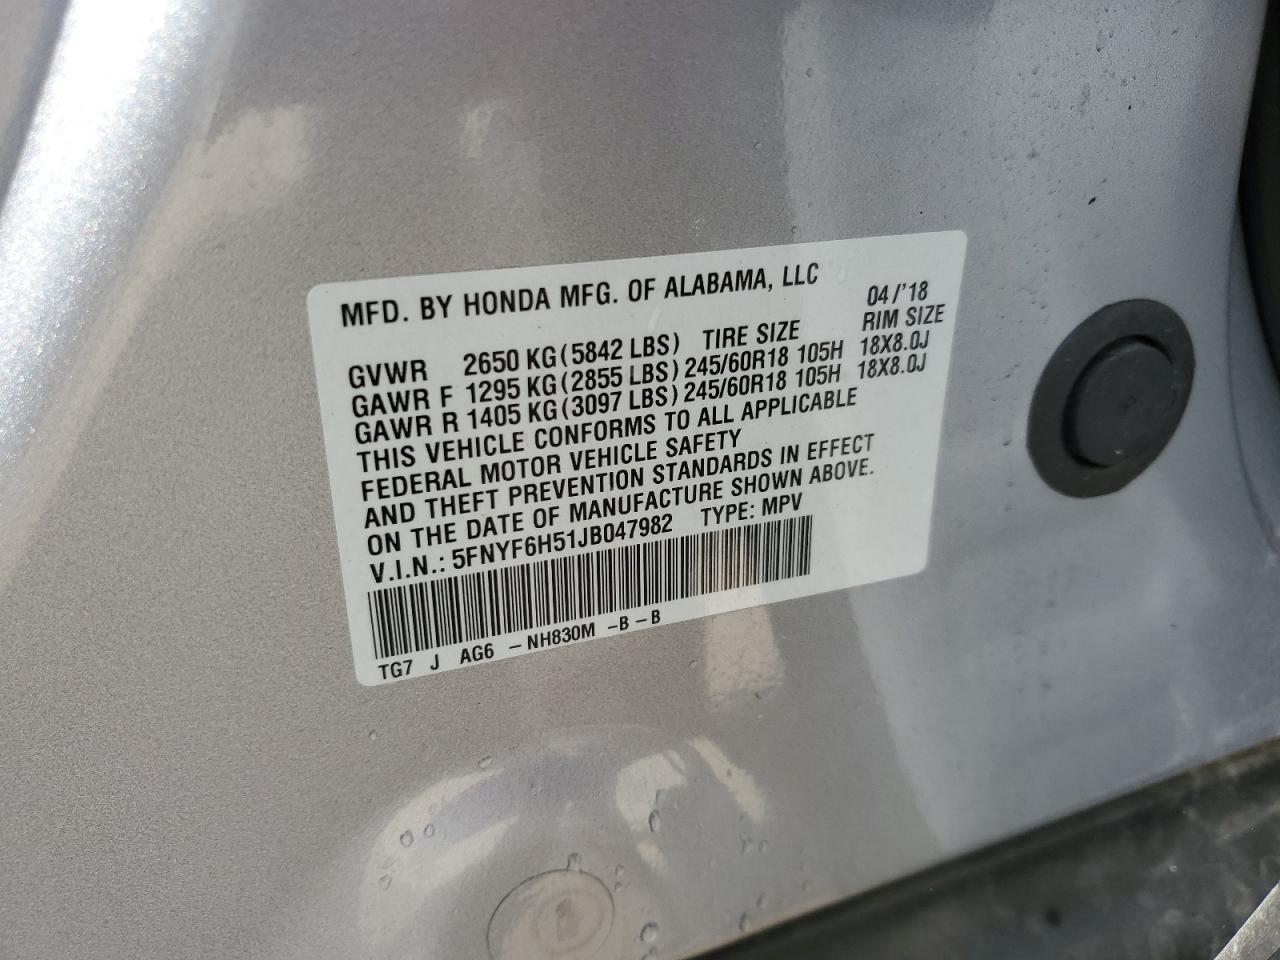 MFD. BY HONDA MFG. OF ALABAMA, LLC 04/'18
GVWR 2650 KG (5842 LBS) TIRE SIZE RIM SIZE
GAWR F 1295 KG (2855 LBS) 245/60R18 105H 18X8.0J
GAWR R 1405 KG (3097 LBS) 245/60R18 105H 18X8.0J
THIS VEHICLE CONFORMS TO ALL APPLICABLE
FEDERAL MOTOR VEHICLE SAFETY
AND THEFT PREVENTION STANDARDS IN EFFECT
ON THE DATE OF MANUFACTURE SHOWN ABOVE.
V.I.N.: 5FNYF6H51JB047982 TYPE: MPV
TG7 J AG6 – NH830M –B – B